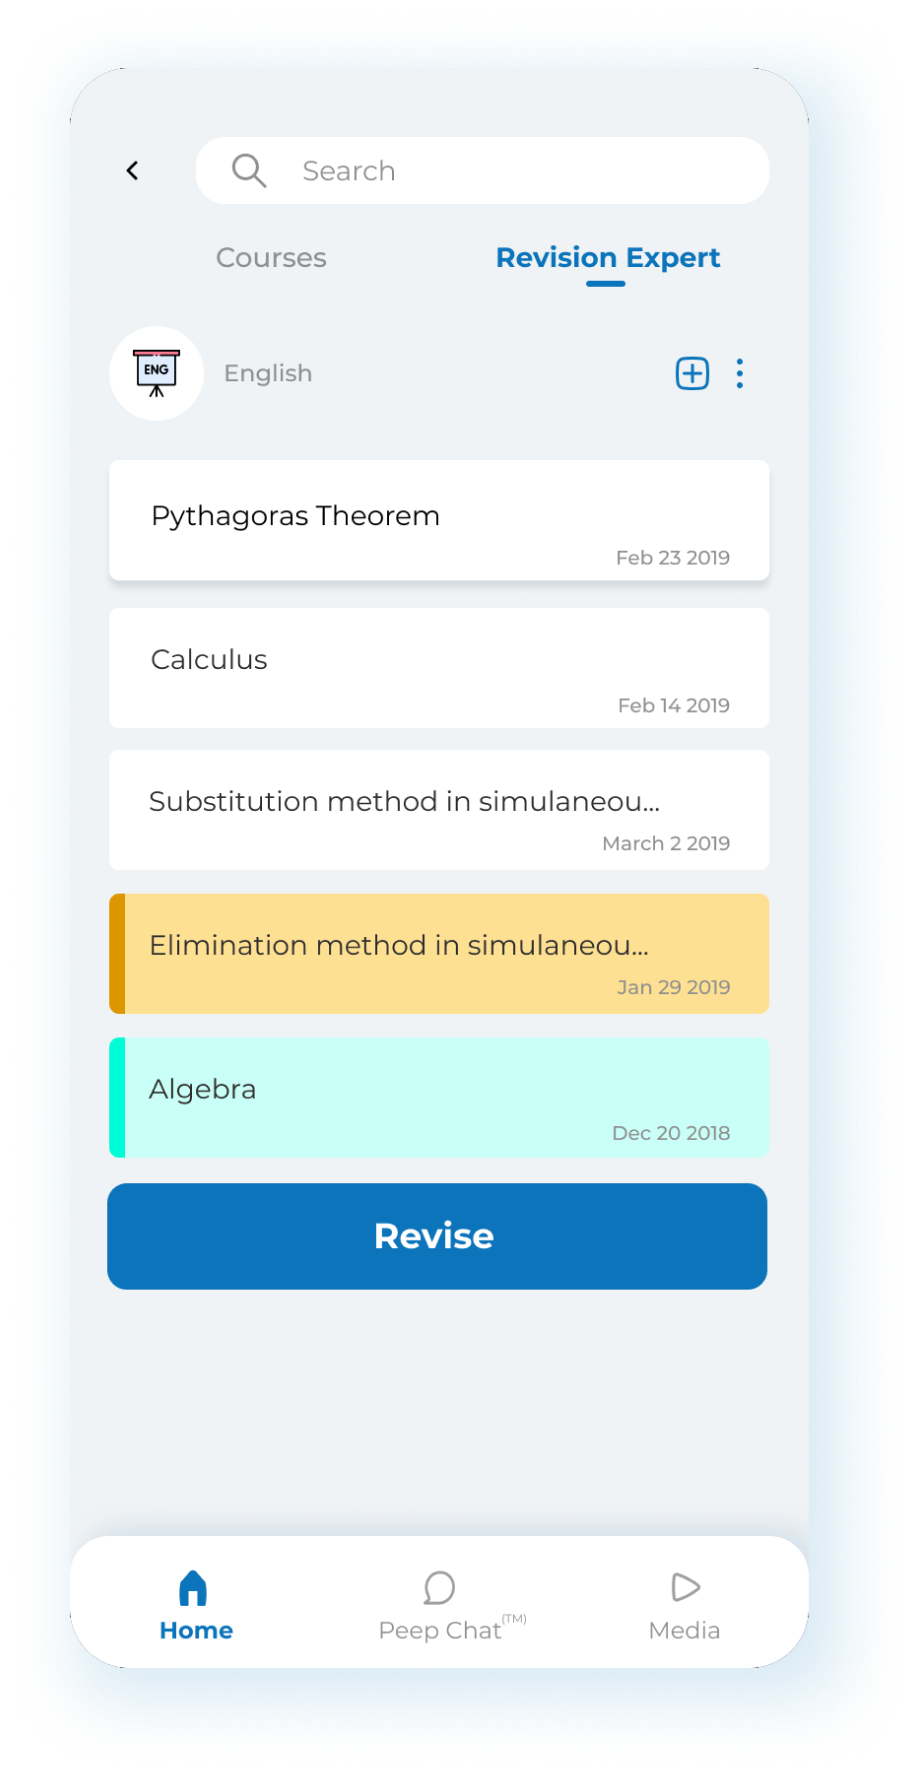 Search
Courses
Revision Expert
ENG
English
Pythagoras Theorem
Feb 23 2019
Calculus
Feb 14 2019
Substitution method in simulaneou...
March 2 2019
Elimination method in simulaneou...
Jan 29 2019
Algebra
Dec 20 2018
Revise
Home
Peep Chat(TM)
Media